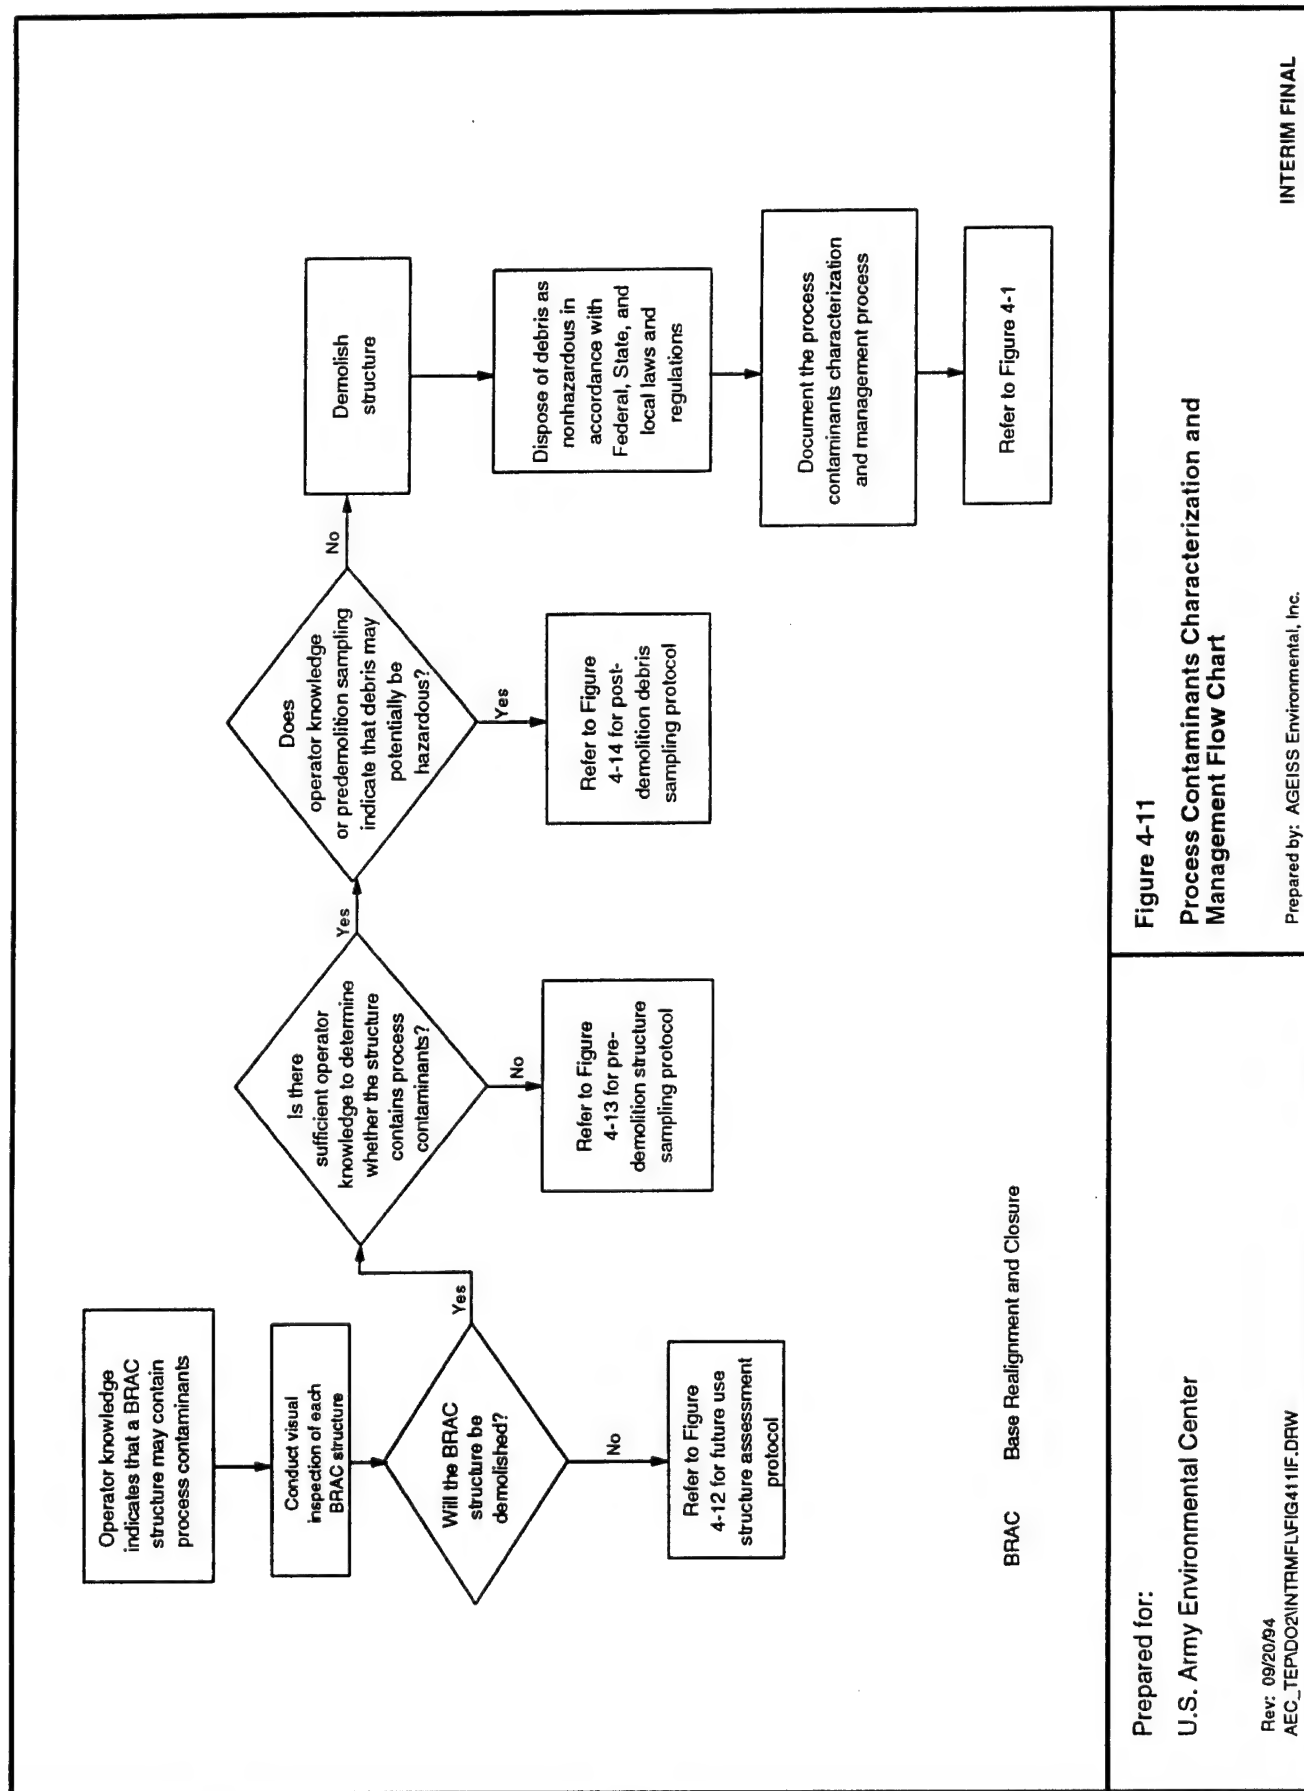 Operator knowledge
indicates that a BRAC
structure may contain
process contaminants
Conduct visual
inspection of each
BRAC structure
Will the BRAC
structure be
demolished?
Yes
No
Refer to Figure
4-12 for future use
structure assessment
protocol
Is there
sufficient operator
knowledge to determine
whether the structure
contains process
contaminants?
Yes
No
Refer to Figure
4-13 for pre-
demolition structure
sampling protocol
Does
operator knowledge
or predemolition sampling
indicate that debris may
potentially be
hazardous?
No
Yes
Refer to Figure
4-14 for post-
demolition debris
sampling protocol
Demolish
structure
Dispose of debris as
nonhazardous in
accordance with
Federal, State, and
local laws and
regulations
Document the process
contaminants characterization
and management process
Refer to Figure 4-1
BRAC Base Realignment and Closure
Prepared for:
U.S. Army Environmental Center
Rev: 09/20/94
AEC_TEP\DO2\INTRMFL\FIG411IF.DRW
Figure 4-11
Process Contaminants Characterization and
Management Flow Chart
Prepared by: AGEISS Environmental, Inc.
INTERIM FINAL